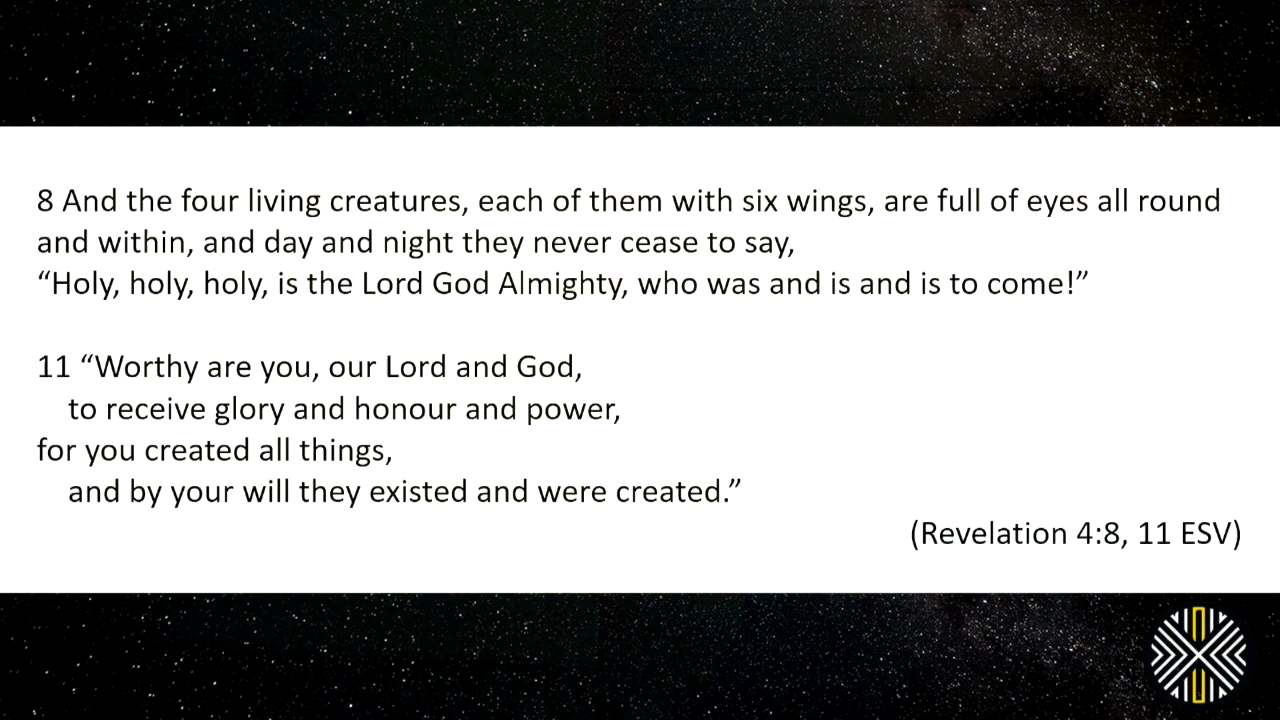 8 And the four living creatures, each of them with six wings, are full of eyes all round
and within, and day and night they never cease to say,
“Holy, holy, holy, is the Lord God Almighty, who was and is and is to come!”
11 “Worthy are you, our Lord and God,
to receive glory and honour and power,
for you created all things,
and by your will they existed and were created.”
(Revelation 4:8, 11 ESV)